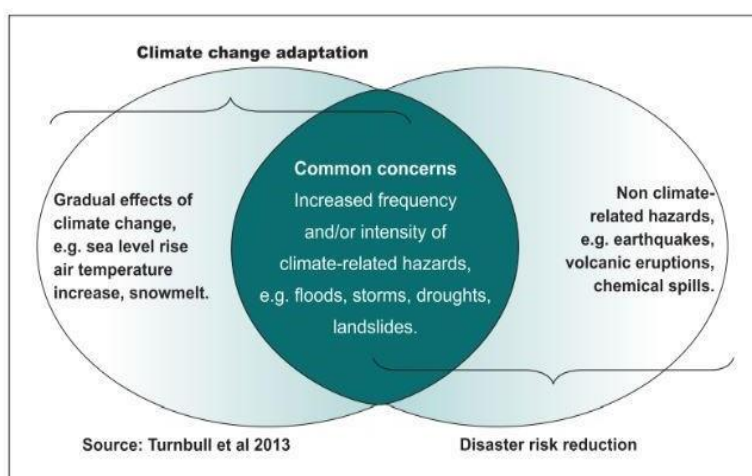 Climate change adaptation
Gradual effects of
climate change,
e.g. sea level rise
air temperature
increase, snowmelt.
Common concerns
Increased frequency
and/or intensity of
climate-related hazards,
e.g. floods, storms, droughts,
landslides.
Non climate-
related hazards,
e.g. earthquakes,
volcanic eruptions,
chemical spills.
Source: Turnbull et al 2013
Disaster risk reduction